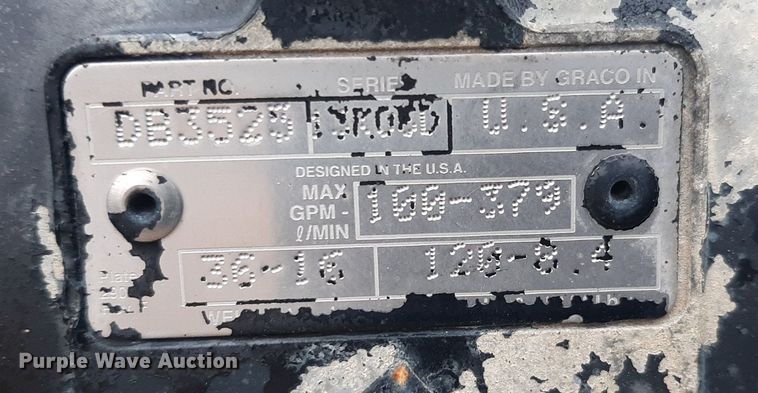 PART NO. SERIE MADE BY GRACO IN
DB3525 U.S.A.
DESIGNED IN THE U.S.A.
MAX
GPM -
ℓ/MIN
100-379
36-16 120-8.4
Plate
Purple Wave Auction